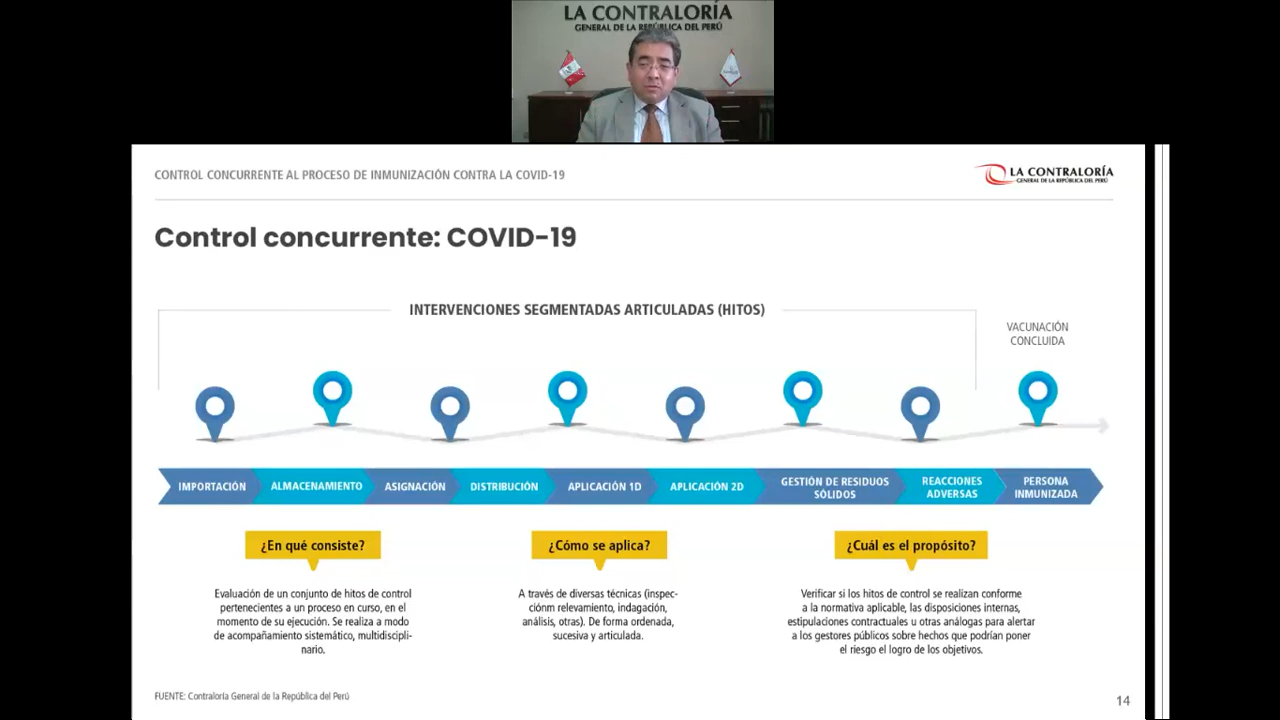 LA CONTRALORÍA
GENERAL DE LA REPÚBLICA DEL PERÚ
CONTROL CONCURRENTE AL PROCESO DE INMUNIZACIÓN CONTRA LA COVID-19
LA CONTRALORÍA
GENERAL DE LA REPÚBLICA DEL PERÚ
Control concurrente: COVID-19
INTERVENCIONES SEGMENTADAS ARTICULADAS (HITOS)
VACUNACIÓN
CONCLUIDA
IMPORTACIÓN
ALMACENAMIENTO
ASIGNACIÓN
DISTRIBUCIÓN
APLICACIÓN 1D
APLICACIÓN 2D
GESTIÓN DE RESIDUOS
SÓLIDOS
REACCIONES
ADVERSAS
PERSONA
INMUNIZADA
¿En qué consiste?
Evaluación de un conjunto de hitos de control
pertenecientes a un proceso en curso, en el
momento de su ejecución. Se realiza a modo
de acompañamiento sistemático, multidiscipli-
nario.
¿Cómo se aplica?
A través de diversas técnicas (inspec-
ciónm relevamiento, indagación,
análisis, otras). De forma ordenada,
sucesiva y articulada.
¿Cuál es el propósito?
Verificar si los hitos de control se realizan conforme
a la normativa aplicable, las disposiciones internas,
estipulaciones contractuales u otras análogas para alertar
a los gestores públicos sobre hechos que podrían poner
el riesgo el logro de los objetivos.
FUENTE: Contraloría General de la República del Perú
14